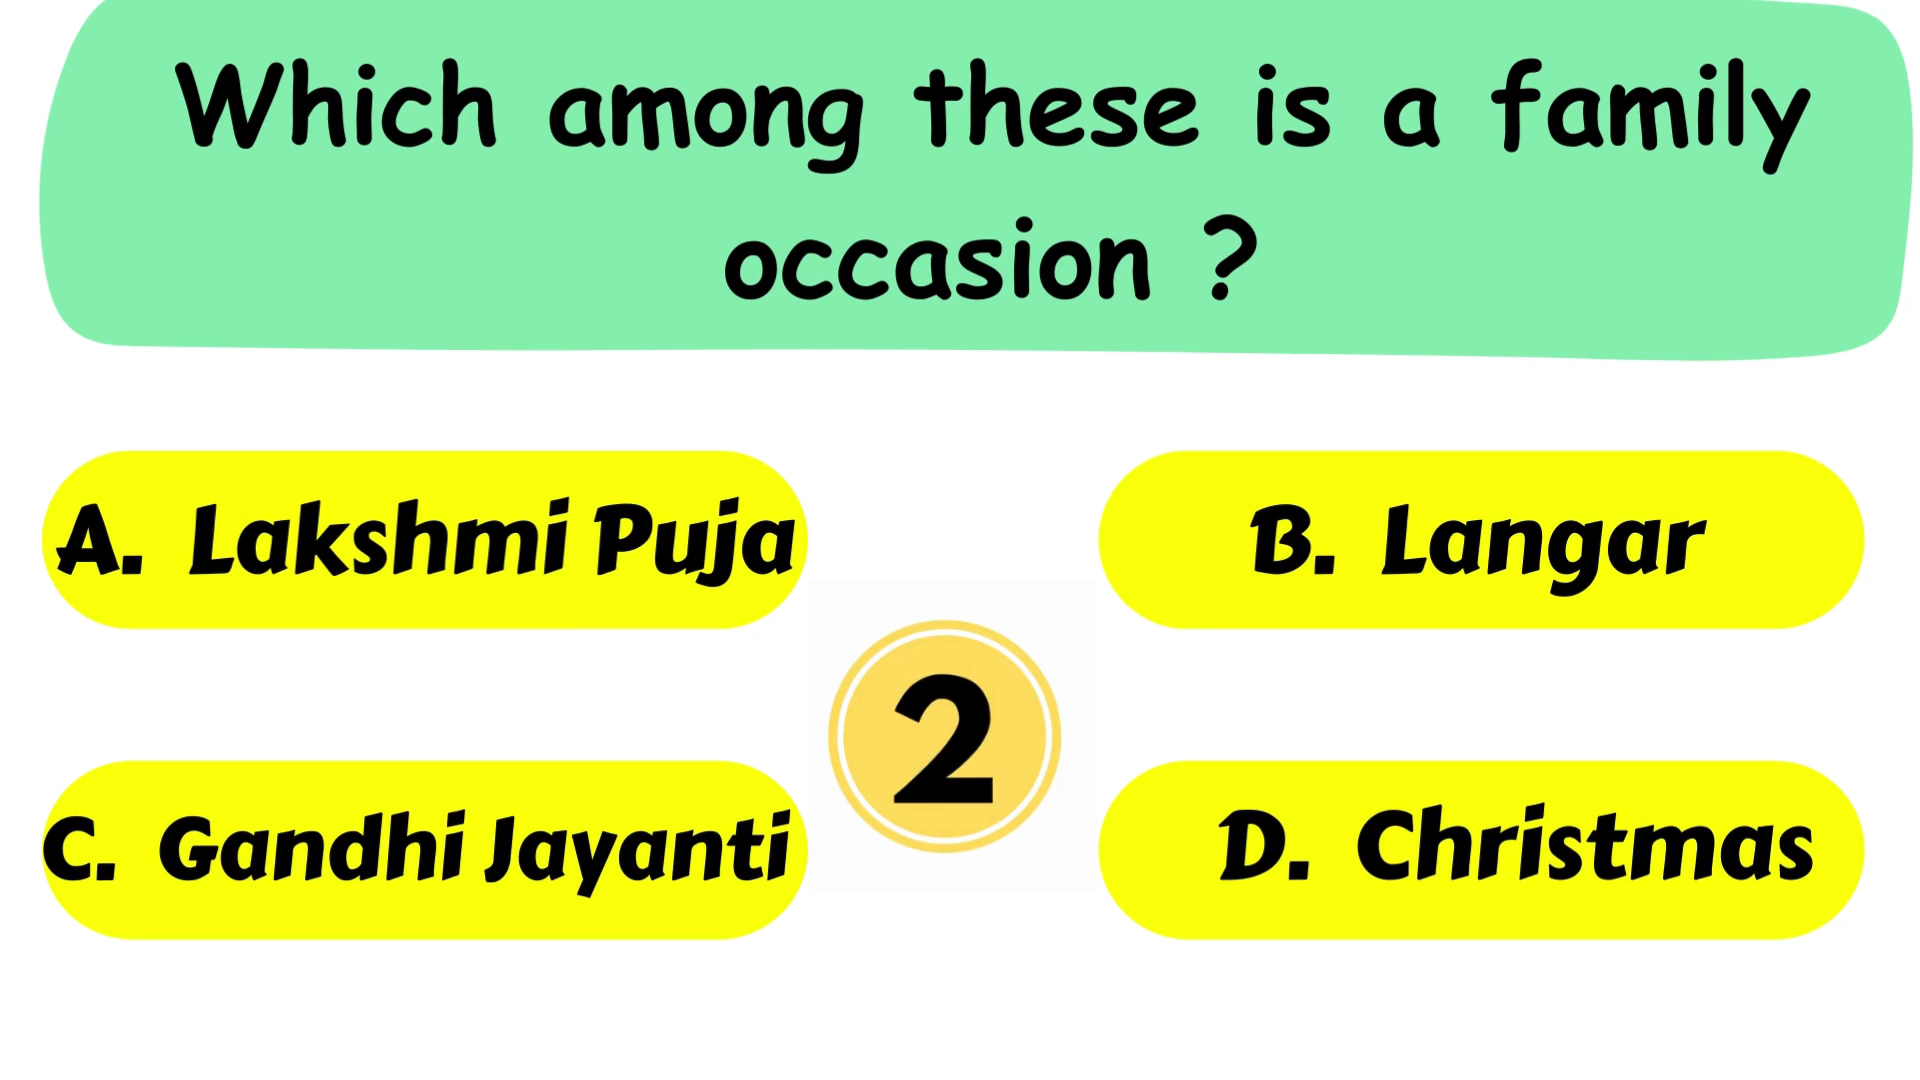 Which among these is a family
occasion ?
A. Lakshmi Puja
B. Langar
2
C. Gandhi Jayanti
D. Christmas